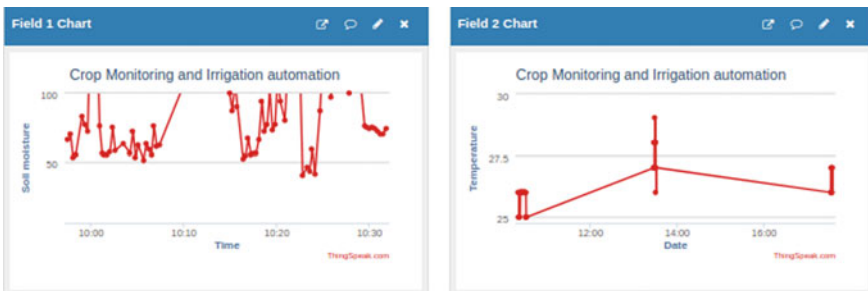 Field 1 Chart
Crop Monitoring and Irrigation automation
100
50
Soil moisture
10:00
10:10
10:20
10:30
Time
ThingSpeak.com
Field 2 Chart
Crop Monitoring and Irrigation automation
30
27.5
25
Temperature
12:00
14:00
16:00
Date
ThingSpeak.com